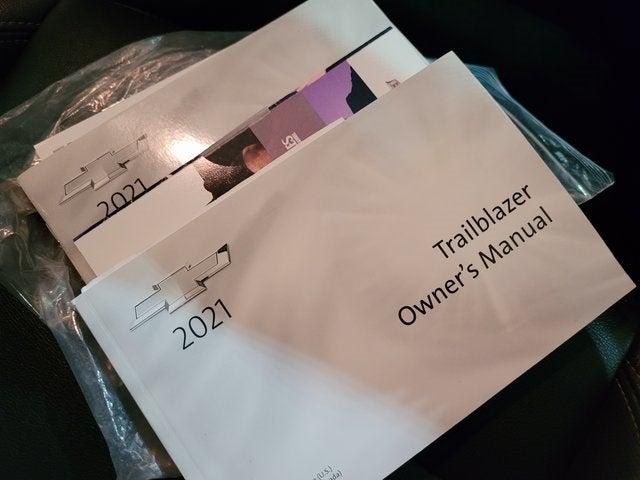 2021
2021
Trailblazer
Owner's Manual
(U.S.)